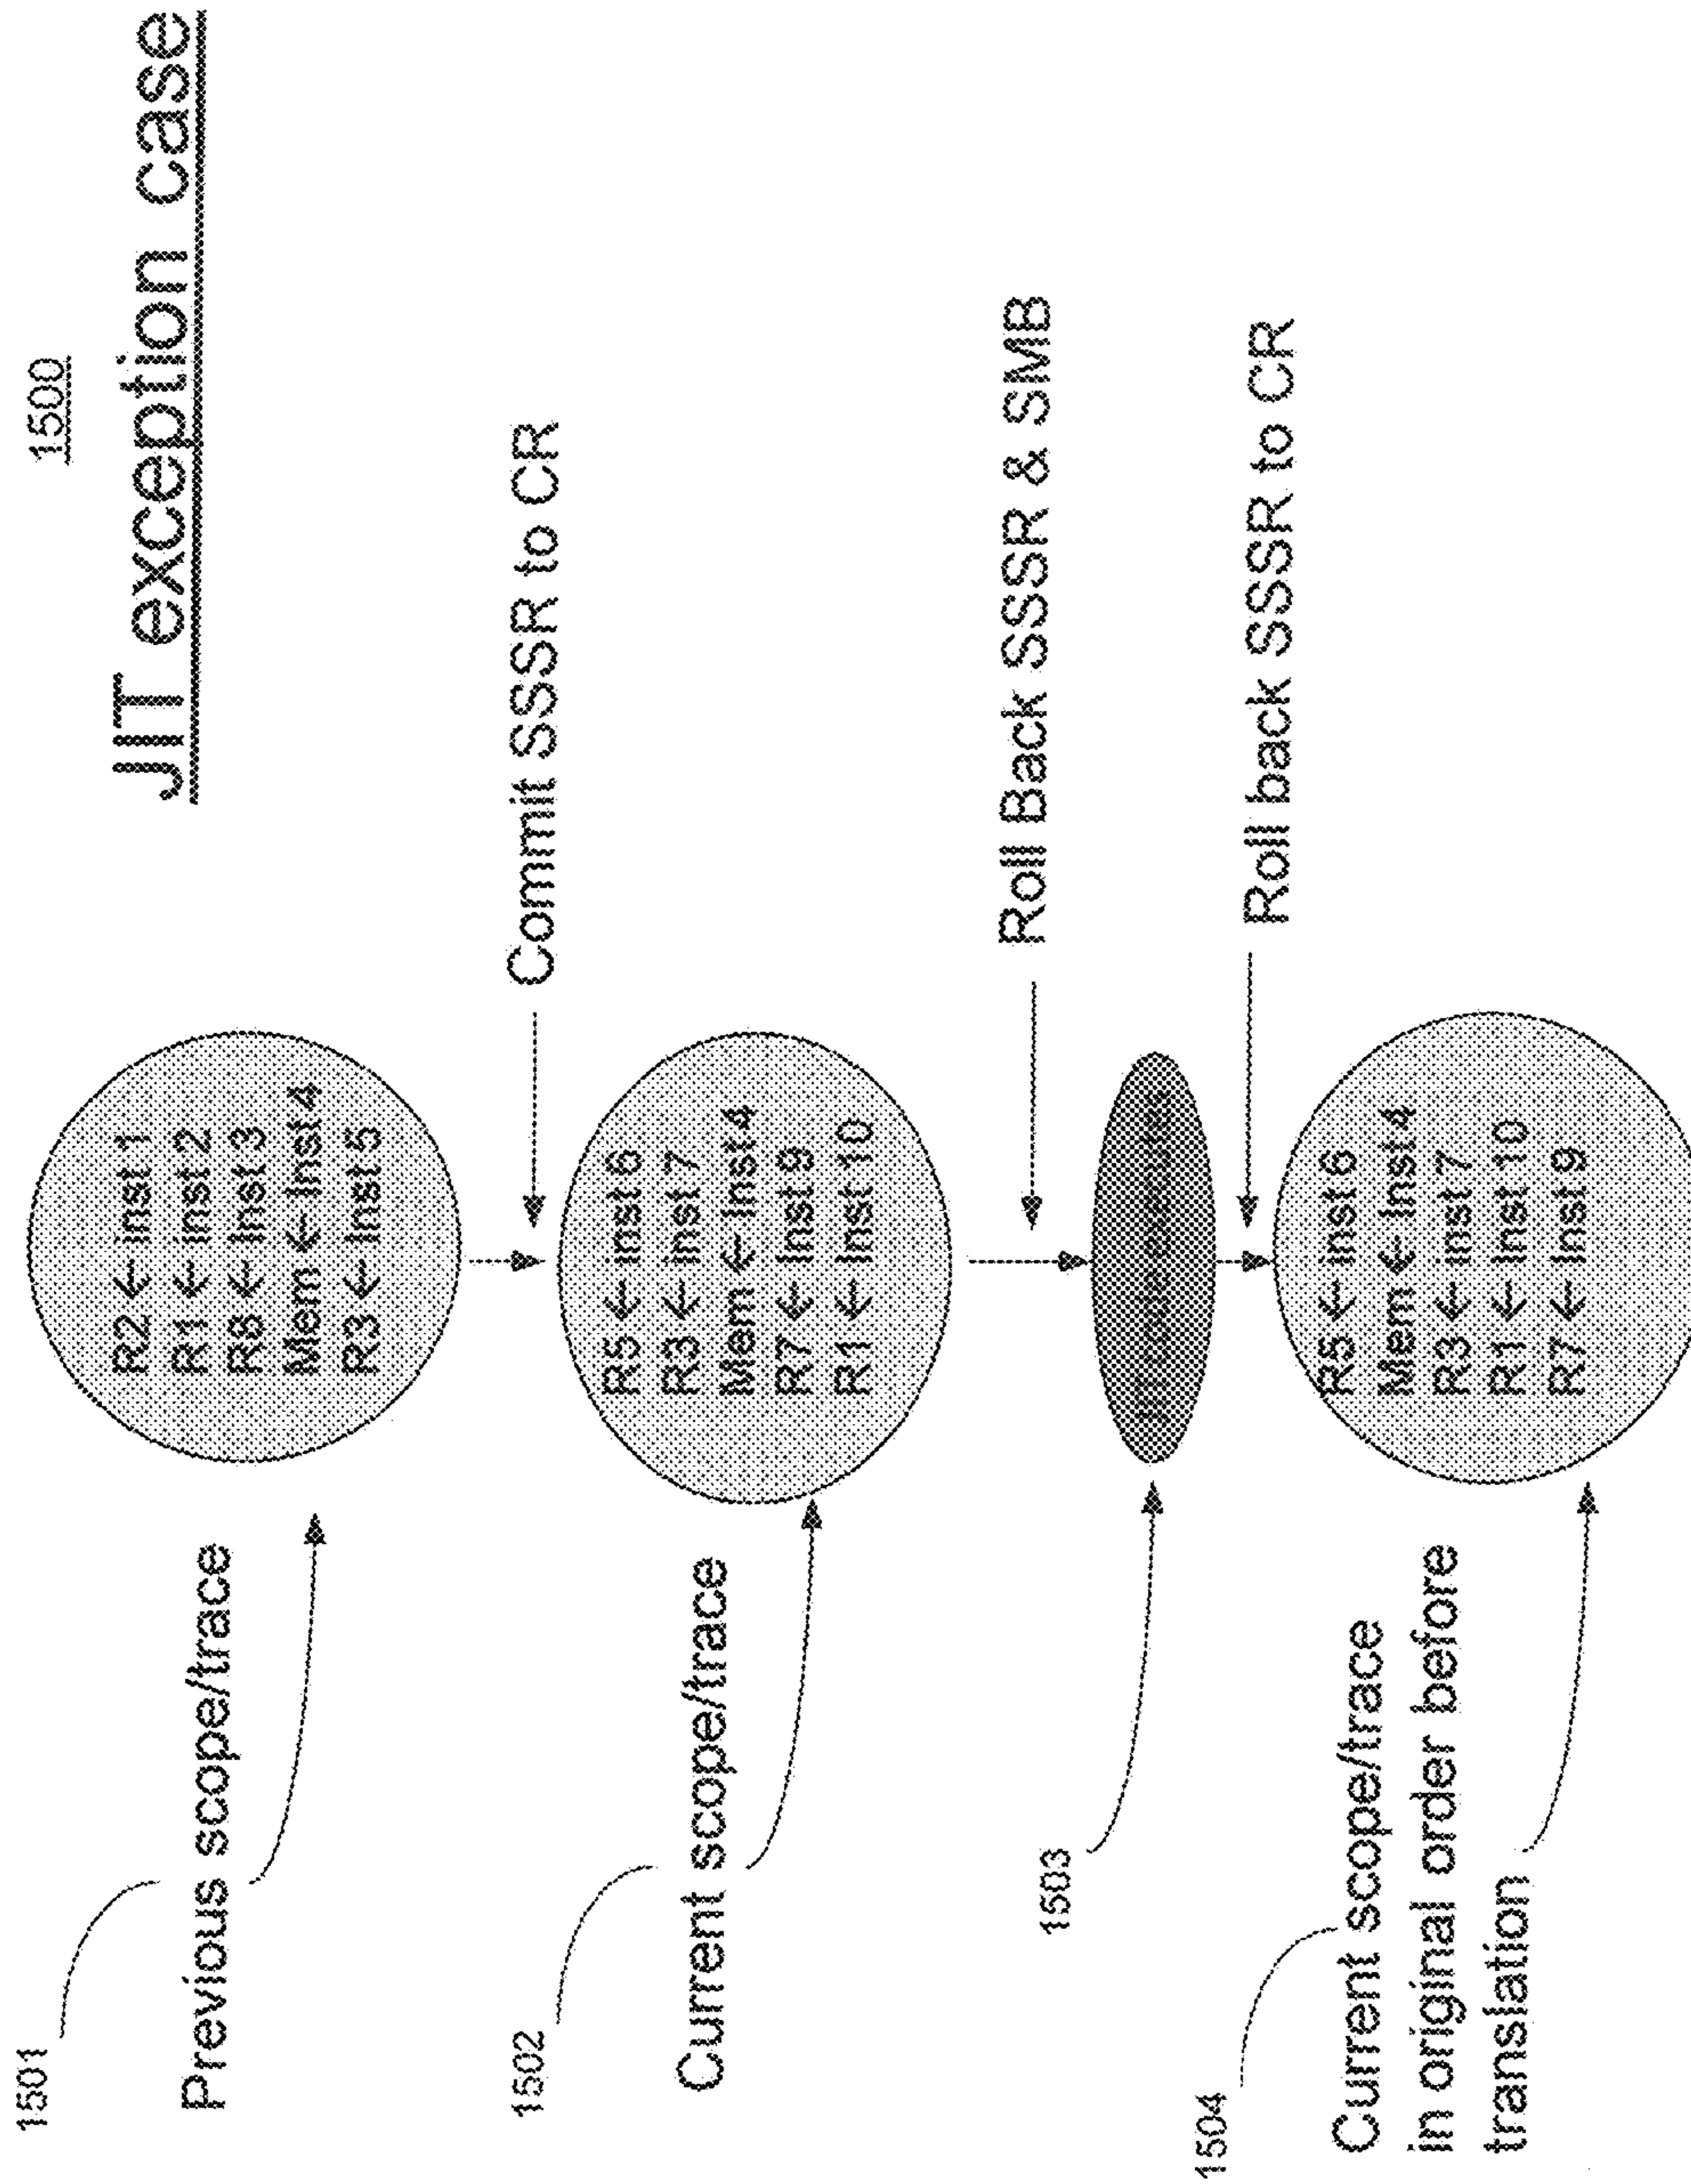 1500
JIT exception case
1501
Previous scope/trace
R2 ← inst 1
R1 ← inst 2
R8 ← Inst 3
Mem ← Inst 4
R3 ← Inst 5
Commit SSSR to CR
1502
Current scope/trace
R5 ← inst 6
R3 ← inst 7
Mem ← Inst 4
R7 ← Inst 9
R1 ← Inst 10
Roll Back SSSR & SMB
1503
Roll back SSSR to CR
1504
Current scope/trace
in original order before
translation
R5 ← inst 6
Mem ← Inst 4
R3 ← inst 7
R1 ← Inst 10
R7 ← Inst 9